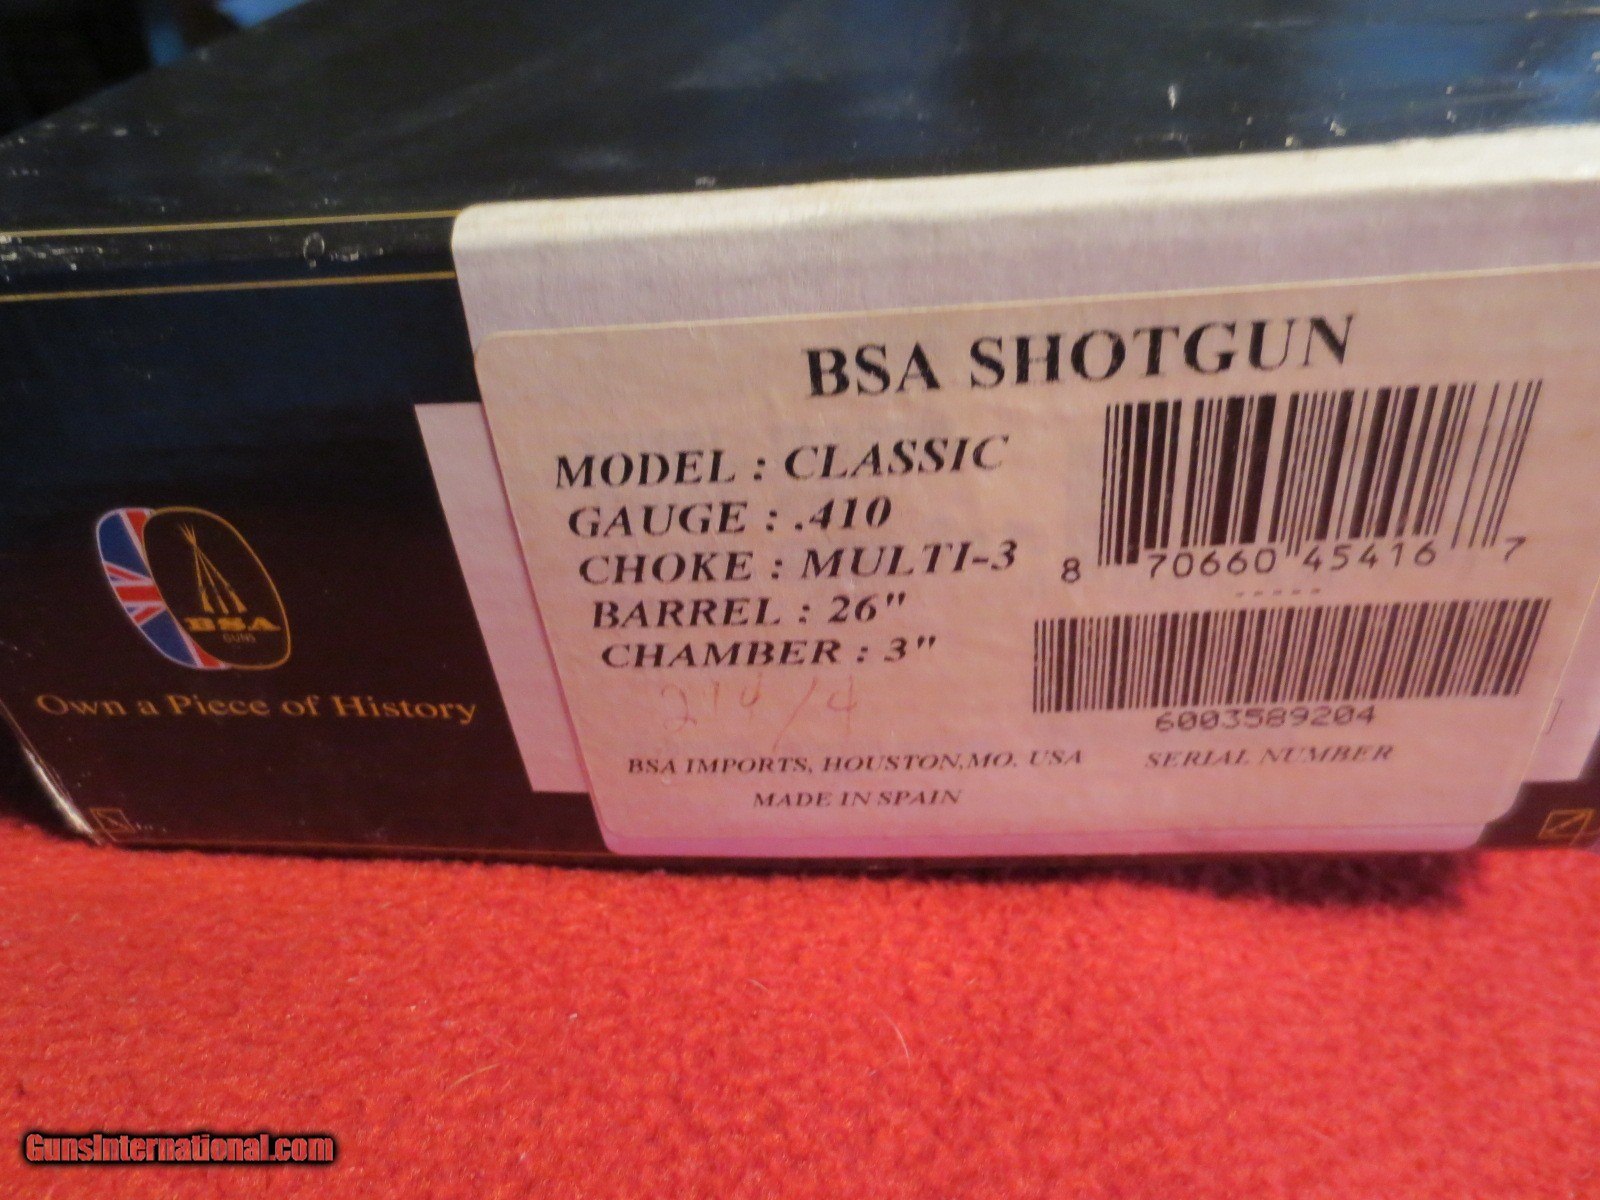 BSA SHOTGUN
MODEL : CLASSIC
GAUGE : .410
CHOKE : MULTI-3
BARREL : 26"
CHAMBER : 3"
8 70660 45416 7
6003589204
SERIAL NUMBER
BSA IMPORTS, HOUSTON,MO. USA
MADE IN SPAIN
BSA
GUNS
Own a Piece of History
GunsInternational.com